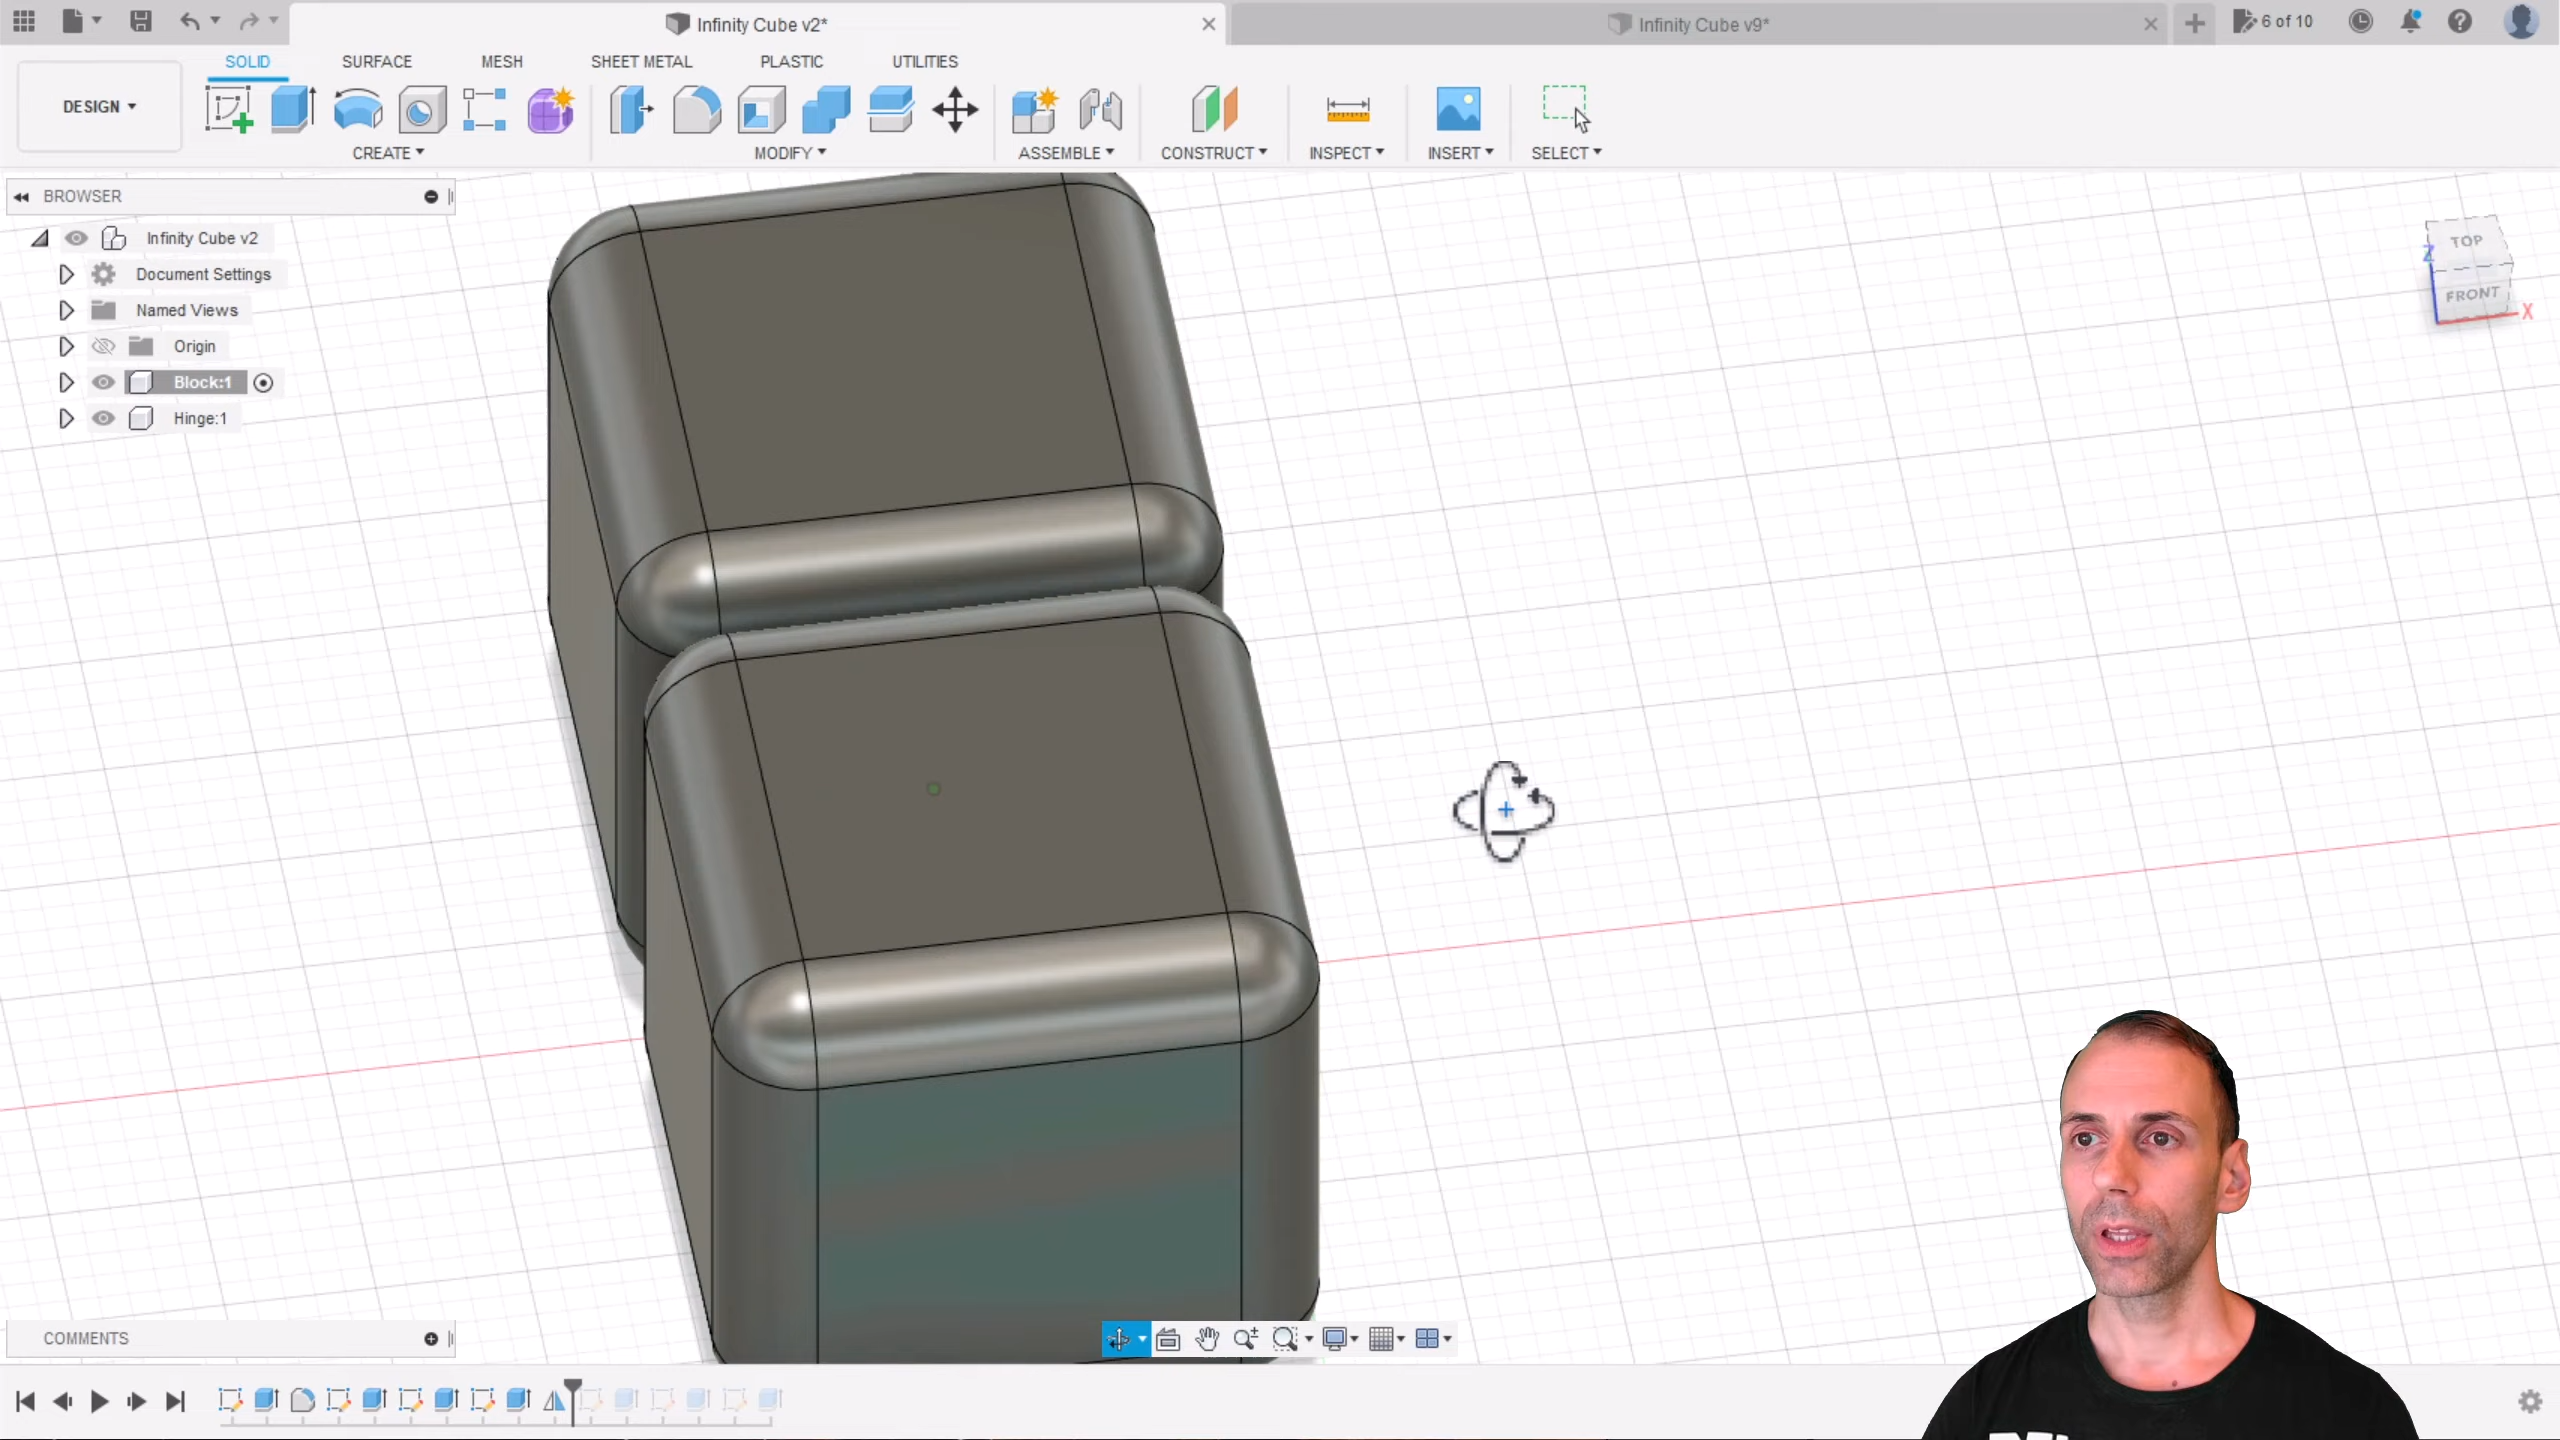 Infinity Cube v2*
Infinity Cube v9*
6 of 10
SOLID
SURFACE
MESH
SHEET METAL
PLASTIC
UTILITIES
DESIGN
CREATE
MODIFY
ASSEMBLE
CONSTRUCT
INSPECT
INSERT
SELECT
BROWSER
Infinity Cube v2
Document Settings
Named Views
Origin
Block:1
Hinge:1
TOP
Z
FRONT
X
COMMENTS